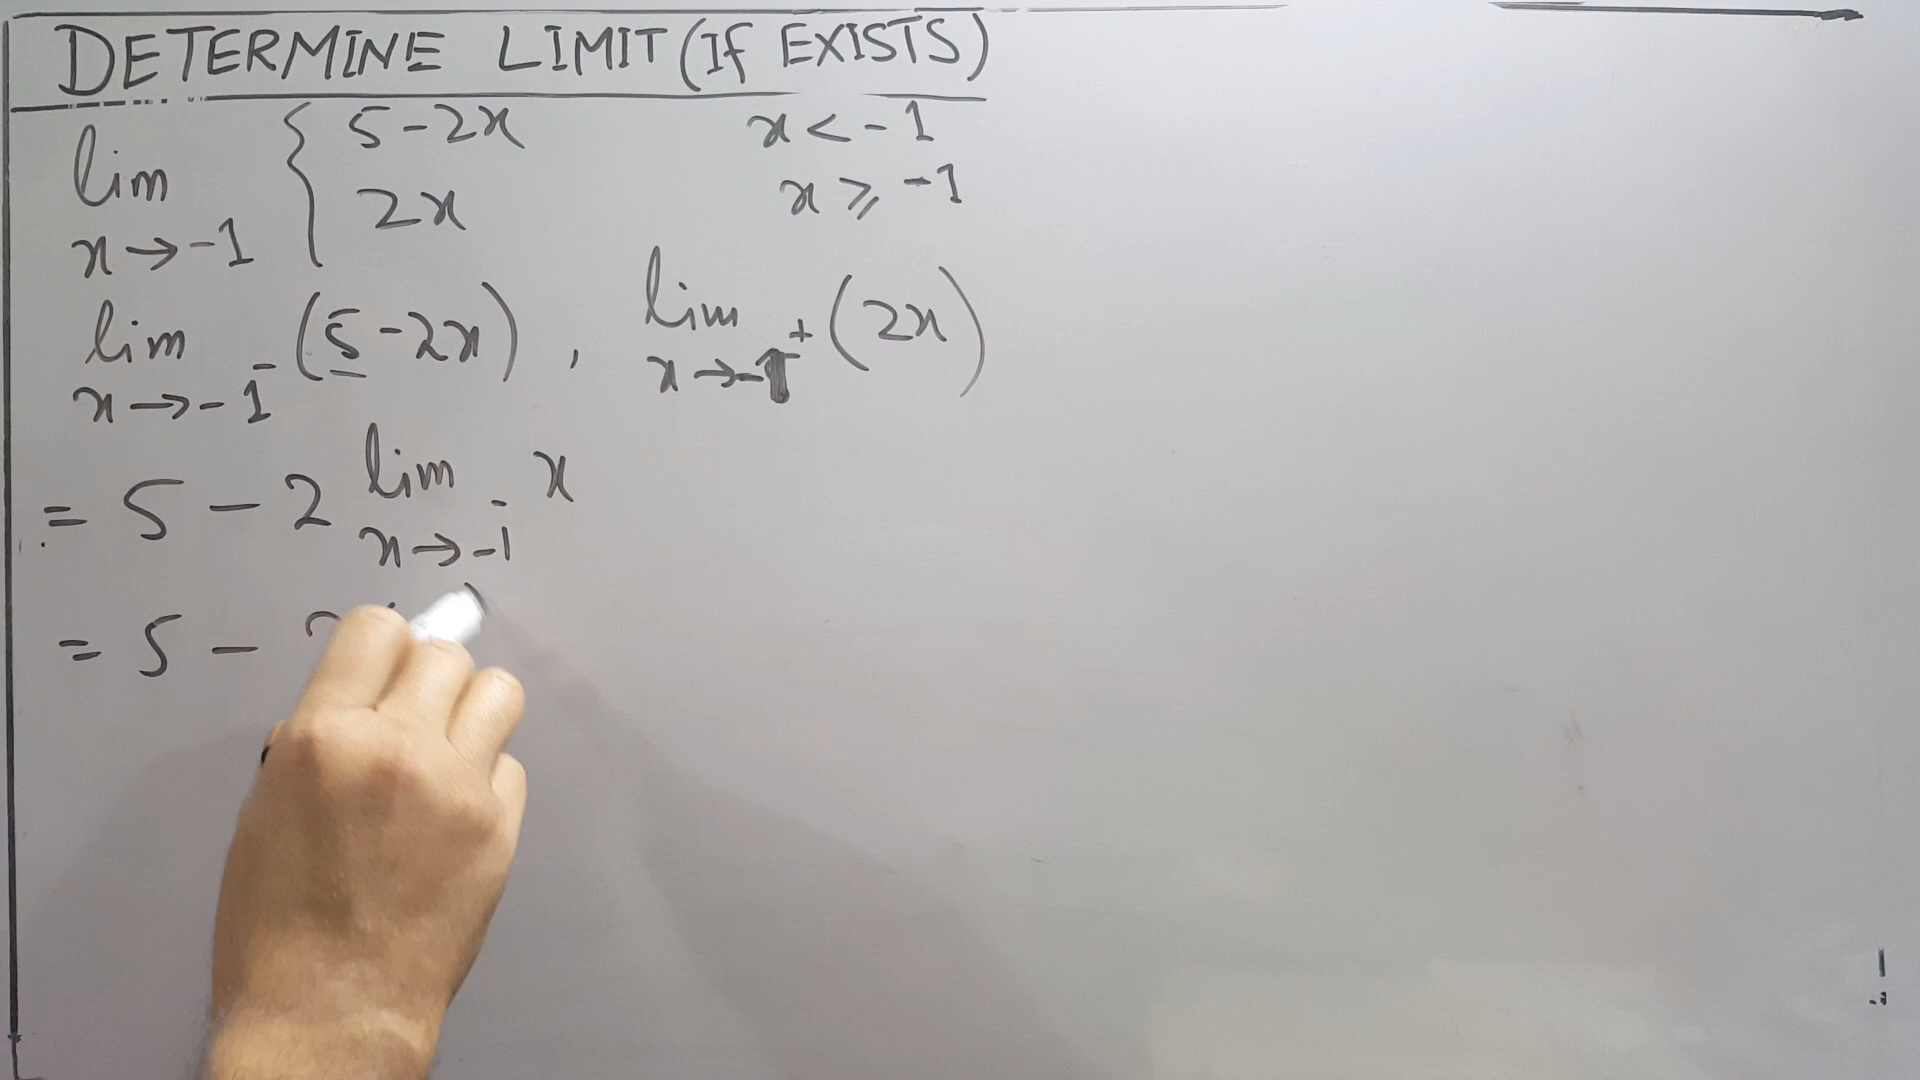 DETERMINE LIMIT (If EXISTS)
lim x→-1 { 5-2x x<-1
2x x⩾-1
lim x→-1⁻ (5-2x), lim x→-1⁺ (2x)
= 5-2 lim x→-1⁻ x
= 5-